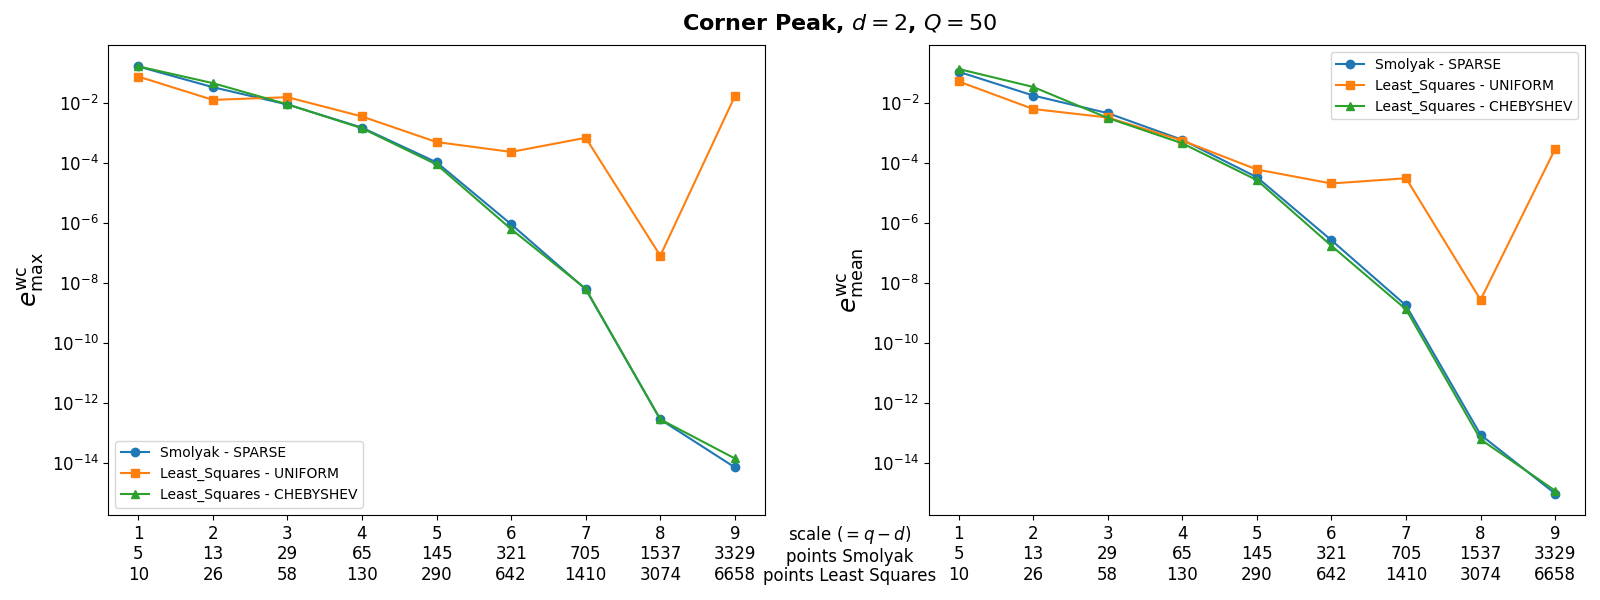 Corner Peak, d = 2, Q = 50
e^wc_max
10^−2
10^−4
10^−6
10^−8
10^−10
10^−12
10^−14
Smolyak - SPARSE
Least_Squares - UNIFORM
Least_Squares - CHEBYSHEV
e^wc_mean
10^−2
10^−4
10^−6
10^−8
10^−10
10^−12
10^−14
Smolyak - SPARSE
Least_Squares - UNIFORM
Least_Squares - CHEBYSHEV
1 2 3 4 5 6 7 8 9 scale (= q − d) 1 2 3 4 5 6 7 8 9
5 13 29 65 145 321 705 1537 3329 points Smolyak 5 13 29 65 145 321 705 1537 3329
10 26 58 130 290 642 1410 3074 6658 points Least Squares 10 26 58 130 290 642 1410 3074 6658